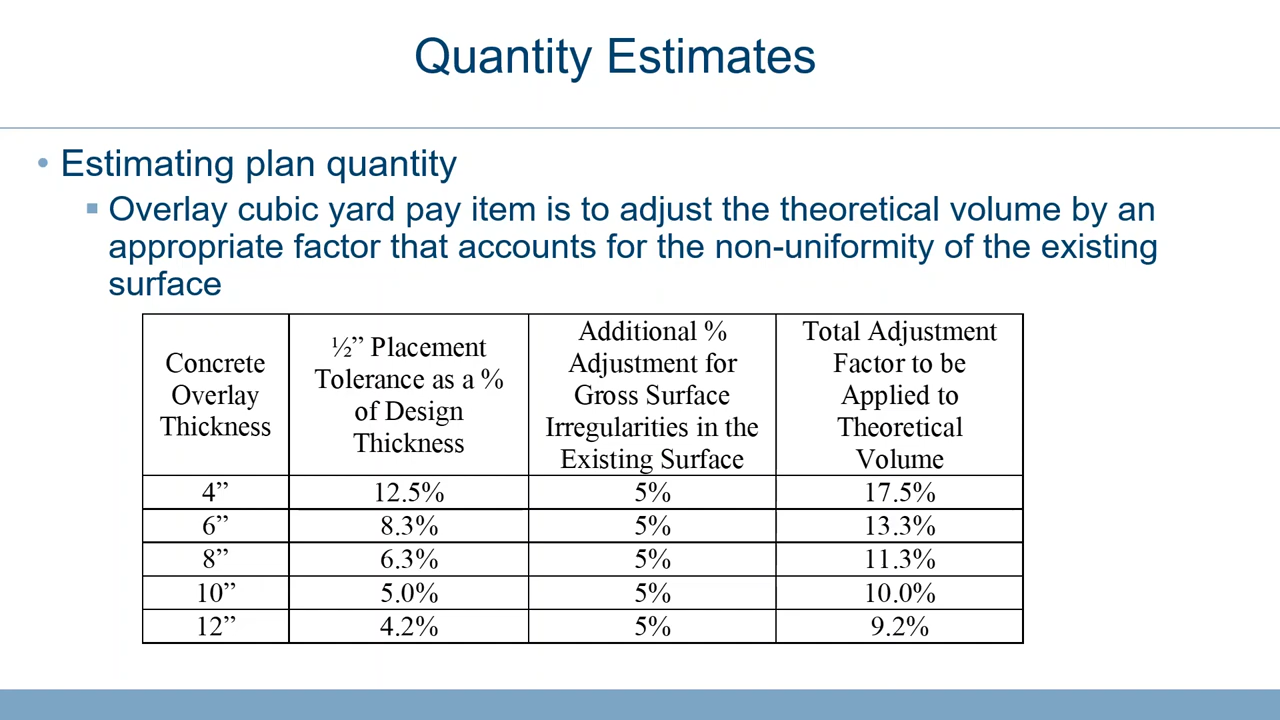 Quantity Estimates
• Estimating plan quantity
▪ Overlay cubic yard pay item is to adjust the theoretical volume by an
appropriate factor that accounts for the non-uniformity of the existing
surface
Concrete
Overlay
Thickness
½” Placement
Tolerance as a %
of Design
Thickness
Additional %
Adjustment for
Gross Surface
Irregularities in the
Existing Surface
Total Adjustment
Factor to be
Applied to
Theoretical
Volume
4” 12.5% 5% 17.5%
6” 8.3% 5% 13.3%
8” 6.3% 5% 11.3%
10” 5.0% 5% 10.0%
12” 4.2% 5% 9.2%